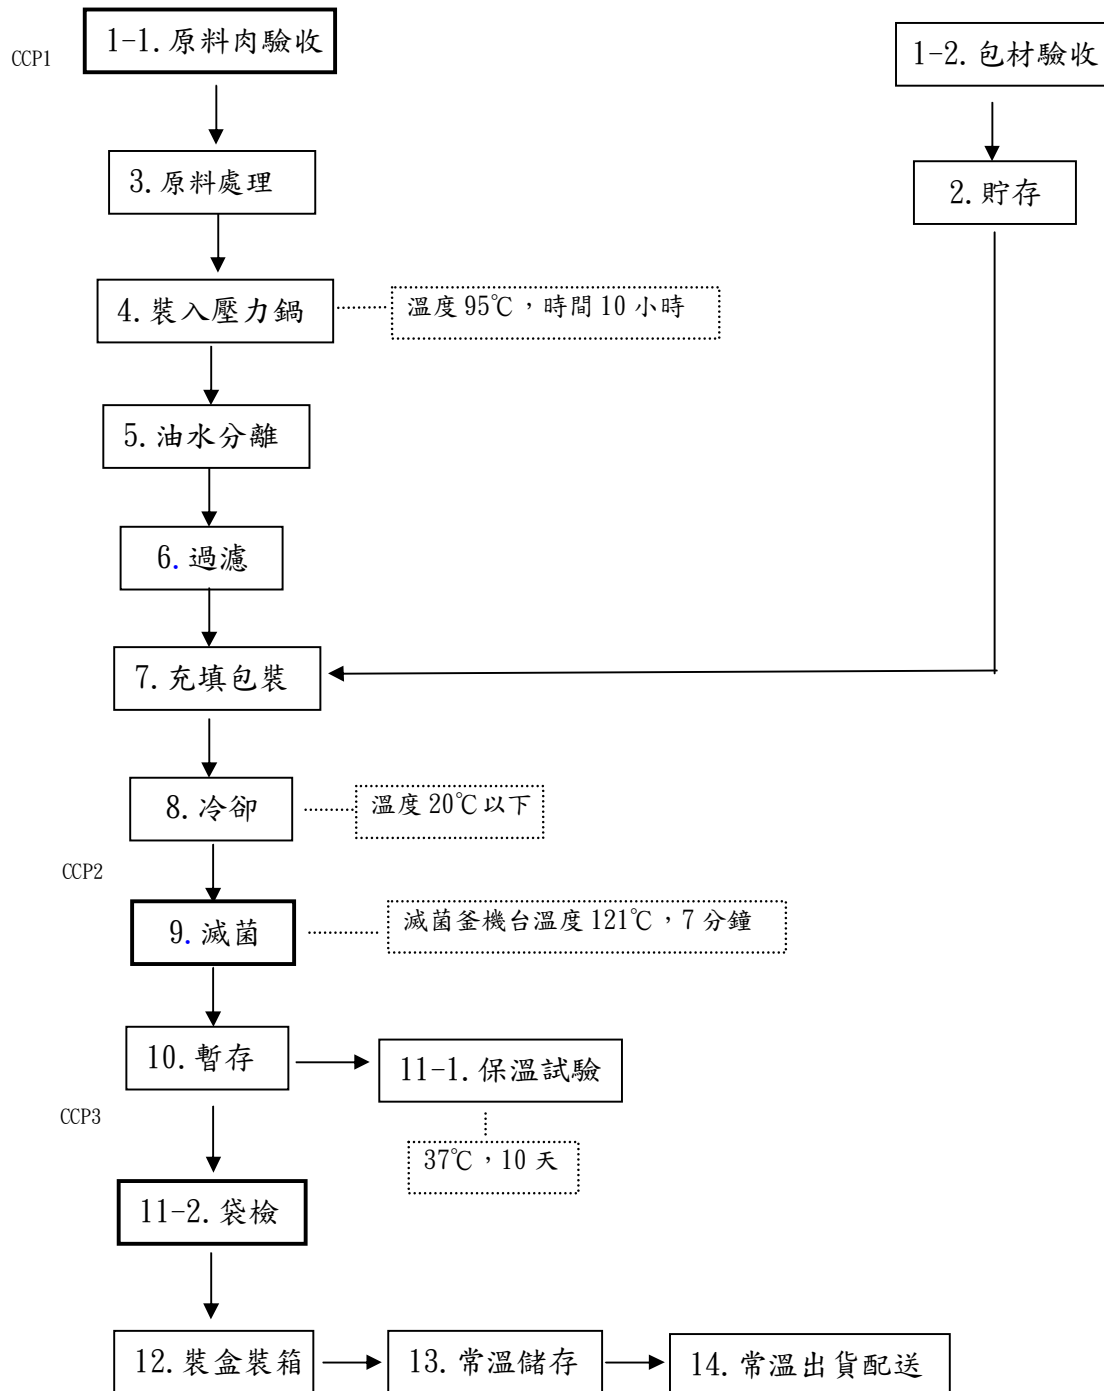 CCP1
1-1.原料肉驗收
1-2.包材驗收
3.原料處理
2.貯存
4.裝入壓力鍋
溫度 95℃，時間 10 小時
5.油水分離
6.過濾
7.充填包裝
8.冷卻
溫度 20℃以下
CCP2
9.滅菌
滅菌釜機台溫度 121℃，7 分鐘
10.暫存
11-1.保溫試驗
CCP3
37℃，10 天
11-2.袋檢
12.裝盒裝箱
13.常溫儲存
14.常溫出貨配送